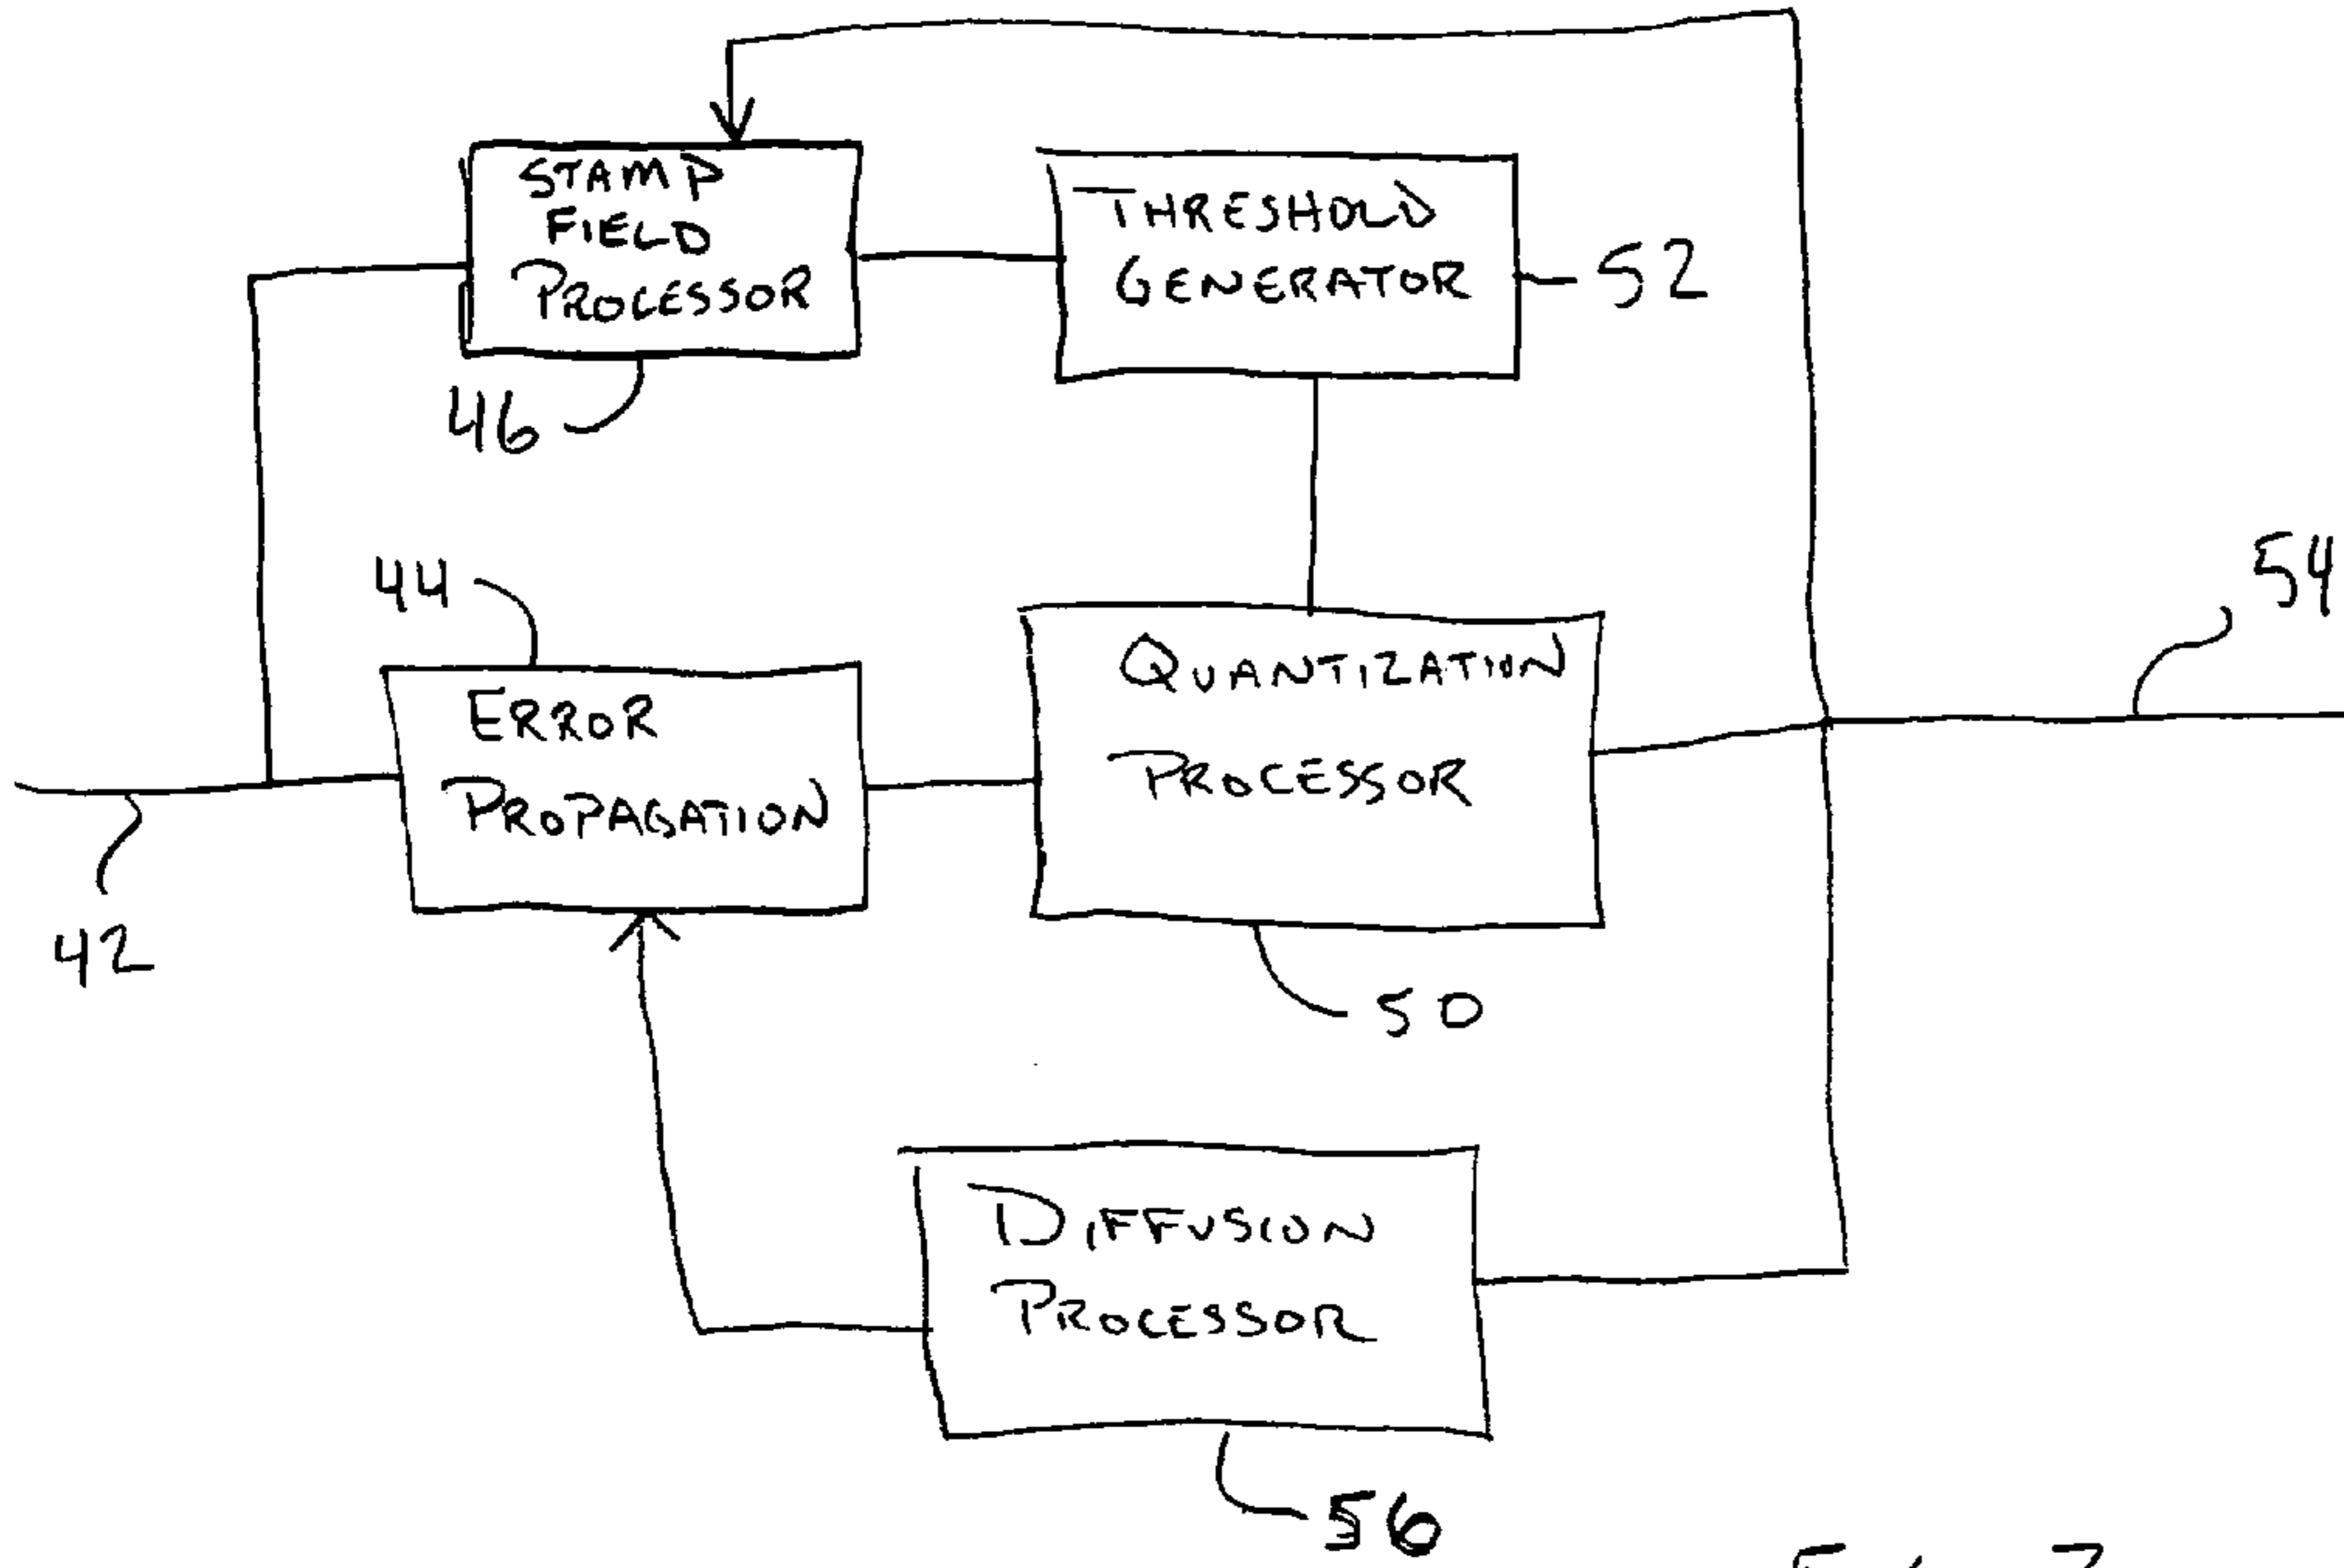 STAMP
FIELD
PROCESSOR
THRESHOLD
GENERATOR
52
46
54
44
QUANTIZATION
PROCESSOR
ERROR
PROPAGATION
42
50
DIFFUSION
PROCESSOR
56